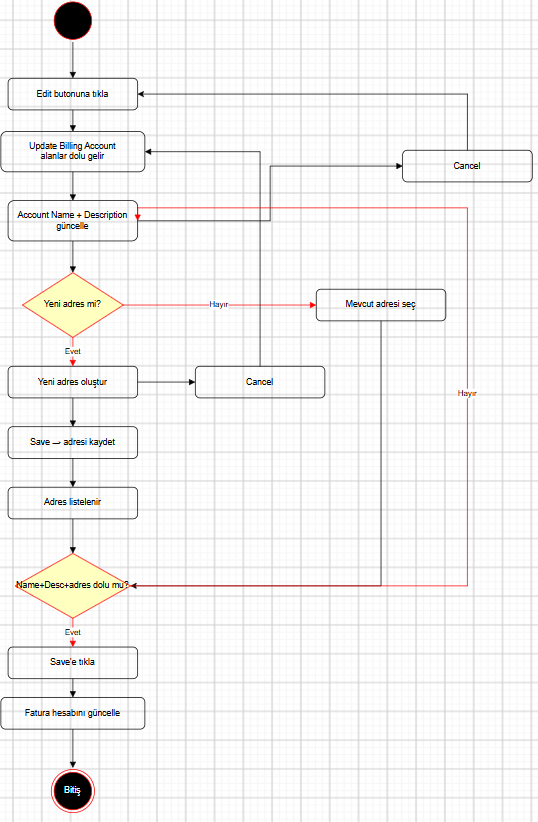 Edit butonuna tıkla
Update Billing Account
alanlar dolu gelir
Cancel
Account Name + Description
güncelle
Yeni adres mi?
Hayır
Mevcut adresi seç
Evet
Yeni adres oluştur
Cancel
Hayır
Save → adresi kaydet
Adres listelenir
Name+Desc+adres dolu mu?
Evet
Save'e tıkla
Fatura hesabını güncelle
Bitiş